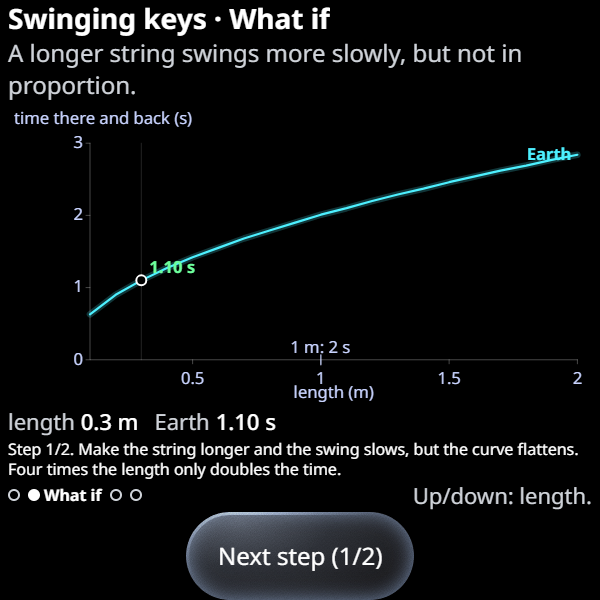 Swinging keys · What if
A longer string swings more slowly, but not in
proportion.
time there and back (s)
3
Earth
2
1.10 s
1
1 m: 2 s
0
0.5
1
1.5
2
length (m)
length 0.3 m Earth 1.10 s
Step 1/2. Make the string longer and the swing slows, but the curve flattens.
Four times the length only doubles the time.
What if
Up/down: length.
Next step (1/2)